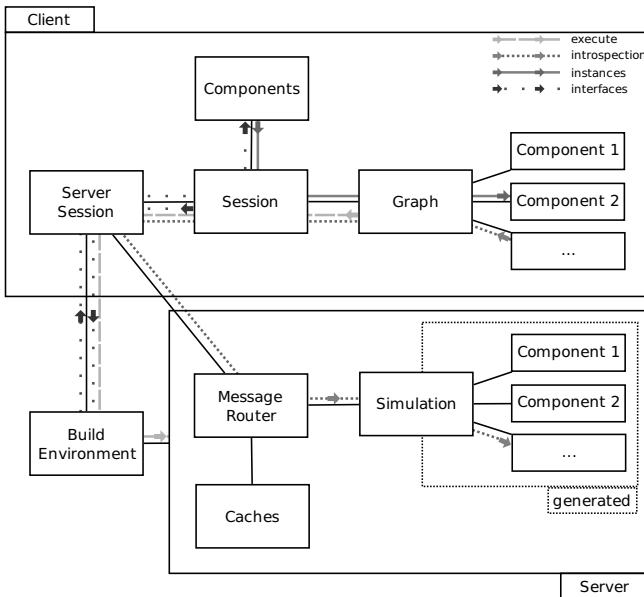 Client
execute
introspection
instances
interfaces
Components
Component 1
Server
Session
Session
Graph
Component 2
...
Component 1
Message
Router
Simulation
Component 2
Build
Environment
...
generated
Caches
Server